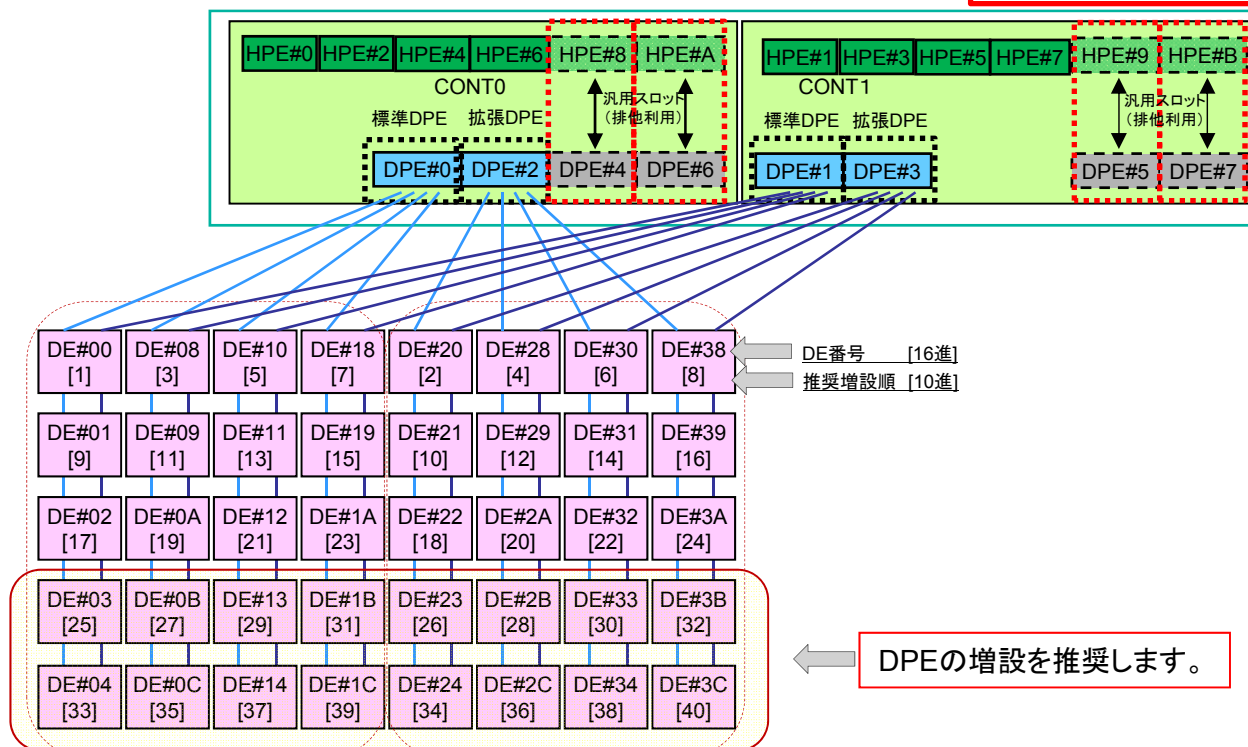 HPE#0 HPE#2 HPE#4 HPE#6 HPE#8 HPE#A
HPE#1 HPE#3 HPE#5 HPE#7 HPE#9 HPE#B
CONT0
CONT1
汎用スロット
(排他利用)
汎用スロット
(排他利用)
標準DPE 拡張DPE
標準DPE 拡張DPE
DPE#0 DPE#2 DPE#4 DPE#6
DPE#1 DPE#3 DPE#5 DPE#7
DE#00 DE#08 DE#10 DE#18 DE#20 DE#28 DE#30 DE#38
[1] [3] [5] [7] [2] [4] [6] [8]
DE番号 [16進]
推奨増設順 [10進]
DE#01 DE#09 DE#11 DE#19 DE#21 DE#29 DE#31 DE#39
[9] [11] [13] [15] [10] [12] [14] [16]
DE#02 DE#0A DE#12 DE#1A DE#22 DE#2A DE#32 DE#3A
[17] [19] [21] [23] [18] [20] [22] [24]
DE#03 DE#0B DE#13 DE#1B DE#23 DE#2B DE#33 DE#3B
[25] [27] [29] [31] [26] [28] [30] [32]
DE#04 DE#0C DE#14 DE#1C DE#24 DE#2C DE#34 DE#3C
[33] [35] [37] [39] [34] [36] [38] [40]
DPEの増設を推奨します。